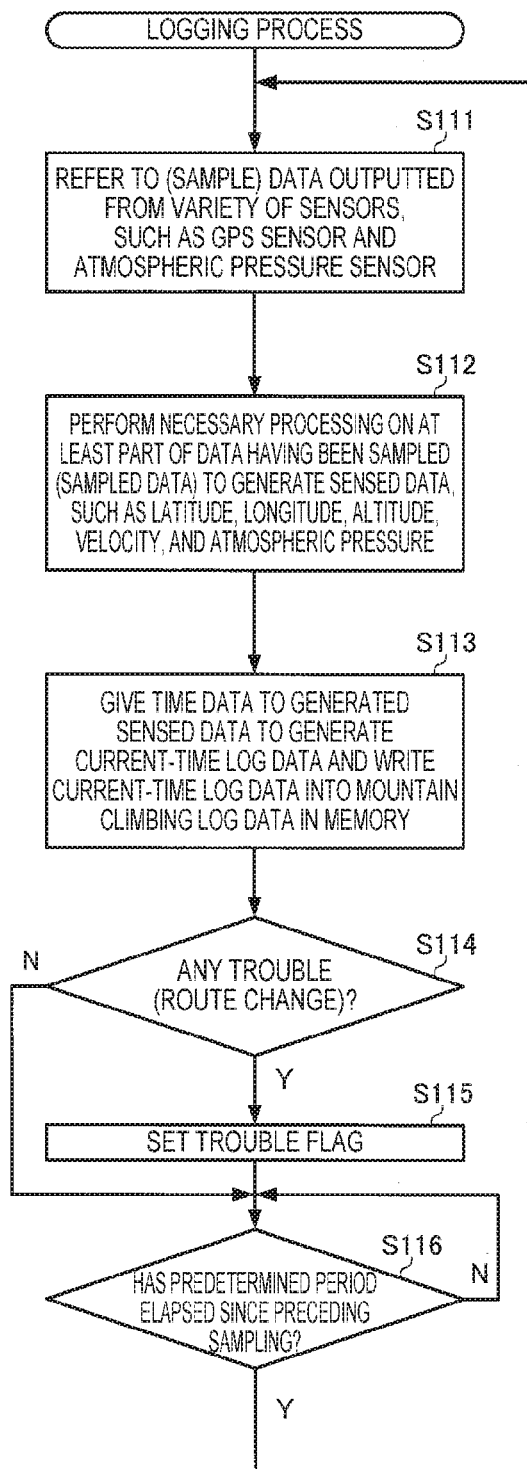 LOGGING PROCESS
S111
REFER TO (SAMPLE) DATA OUTPUTTED
FROM VARIETY OF SENSORS,
SUCH AS GPS SENSOR AND
ATMOSPHERIC PRESSURE SENSOR
S112
PERFORM NECESSARY PROCESSING ON AT
LEAST PART OF DATA HAVING BEEN SAMPLED
(SAMPLED DATA) TO GENERATE SENSED DATA,
SUCH AS LATITUDE, LONGITUDE, ALTITUDE,
VELOCITY, AND ATMOSPHERIC PRESSURE
S113
GIVE TIME DATA TO GENERATED
SENSED DATA TO GENERATE
CURRENT-TIME LOG DATA AND WRITE
CURRENT-TIME LOG DATA INTO MOUNTAIN
CLIMBING LOG DATA IN MEMORY
S114
N
ANY TROUBLE
(ROUTE CHANGE)?
Y
S115
SET TROUBLE FLAG
S116
N
HAS PREDETERMINED PERIOD
ELAPSED SINCE PRECEDING
SAMPLING?
Y